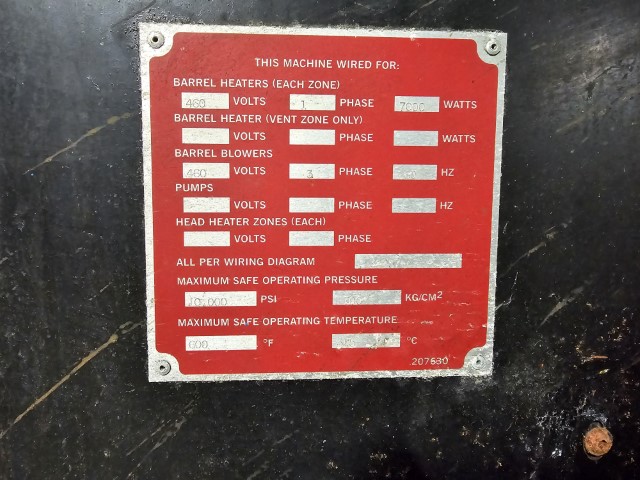 THIS MACHINE WIRED FOR:
BARREL HEATERS (EACH ZONE)
460 VOLTS 1 PHASE WATTS
BARREL HEATER (VENT ZONE ONLY)
VOLTS PHASE WATTS
BARREL BLOWERS
460 VOLTS 3 PHASE HZ
PUMPS
VOLTS PHASE HZ
HEAD HEATER ZONES (EACH)
VOLTS PHASE
ALL PER WIRING DIAGRAM
MAXIMUM SAFE OPERATING PRESSURE
10,000 PSI KG/CM²
MAXIMUM SAFE OPERATING TEMPERATURE
600 °F °C
207630